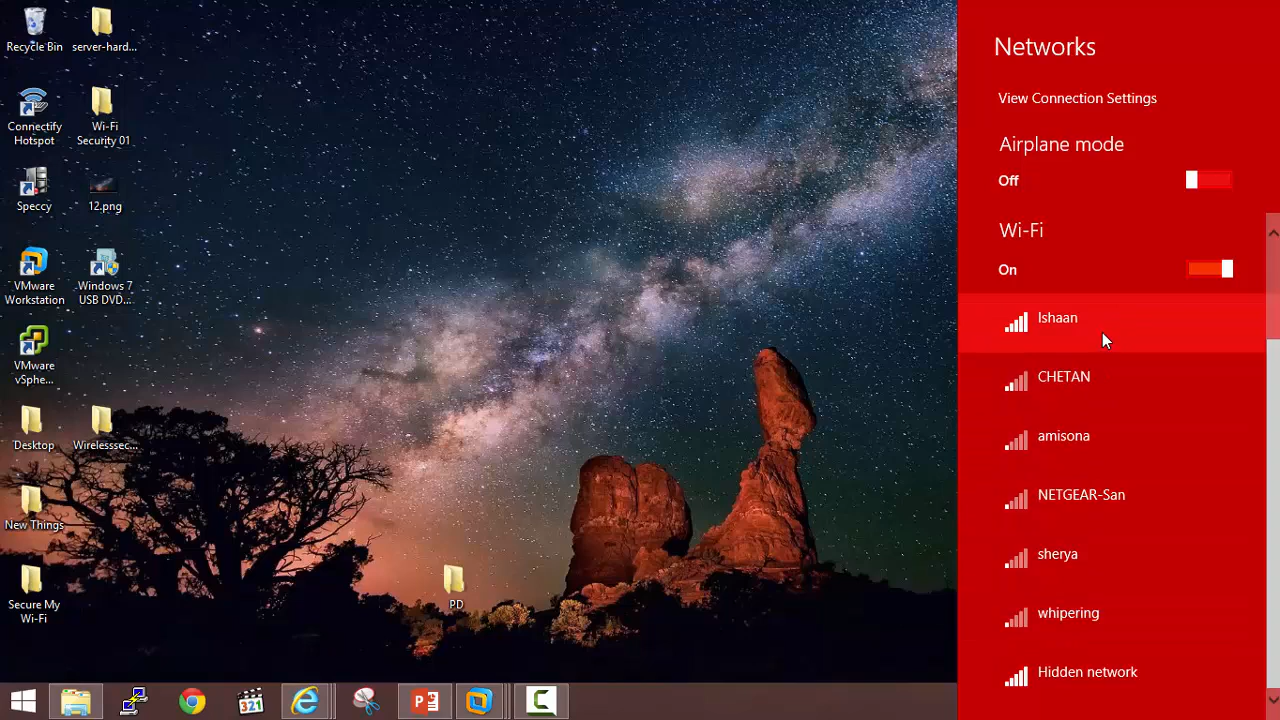 Recycle Bin
server-hard...
Connectify
Hotspot
Wi-Fi
Security 01
Speccy
12.png
VMware
Workstation
Windows 7
USB DVD...
VMware
vSphe...
Desktop
Wirelesssec...
New Things
Secure My
Wi-Fi
PD
321
Networks
View Connection Settings
Airplane mode
Off
Wi-Fi
On
Ishaan
CHETAN
amisona
NETGEAR-San
sherya
whipering
Hidden network